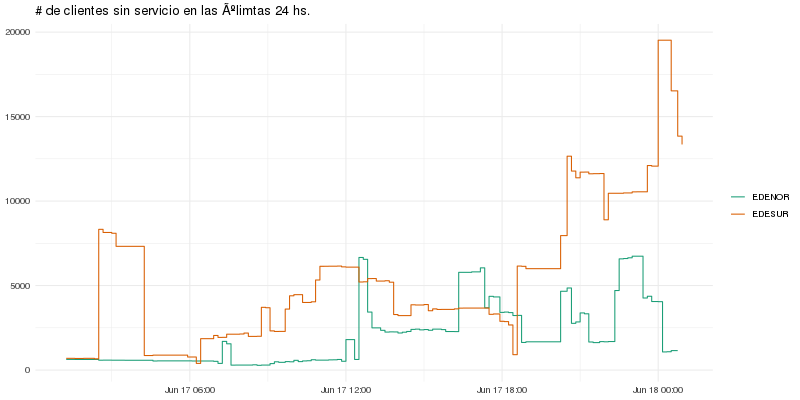 # de clientes sin servicio en las Ãºlimtas 24 hs.
20000
15000
10000
5000
0
Jun 17 06:00
Jun 17 12:00
Jun 17 18:00
Jun 18 00:00
EDENOR
EDESUR